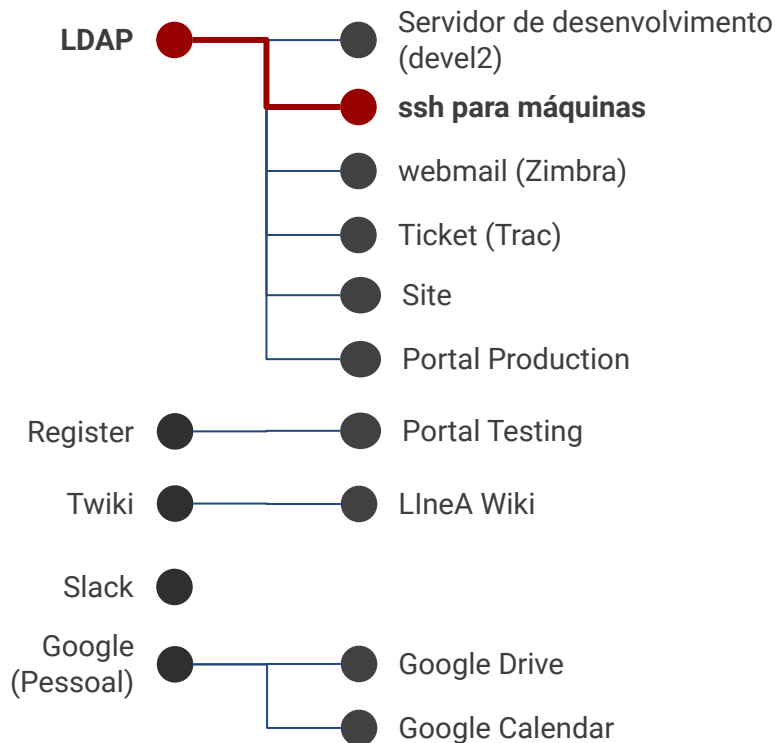 LDAP
Servidor de desenvolvimento
(devel2)
ssh para máquinas
webmail (Zimbra)
Ticket (Trac)
Site
Portal Production
Register
Portal Testing
Twiki
LIneA Wiki
Slack
Google
(Pessoal)
Google Drive
Google Calendar